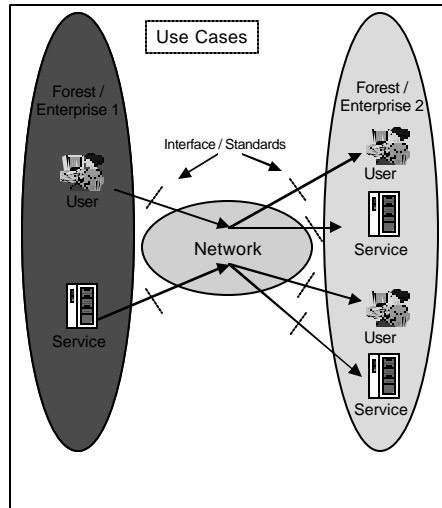 Use Cases
Forest /
Enterprise 1
User
Service
Interface / Standards
Network
Forest /
Enterprise 2
User
Service
User
Service